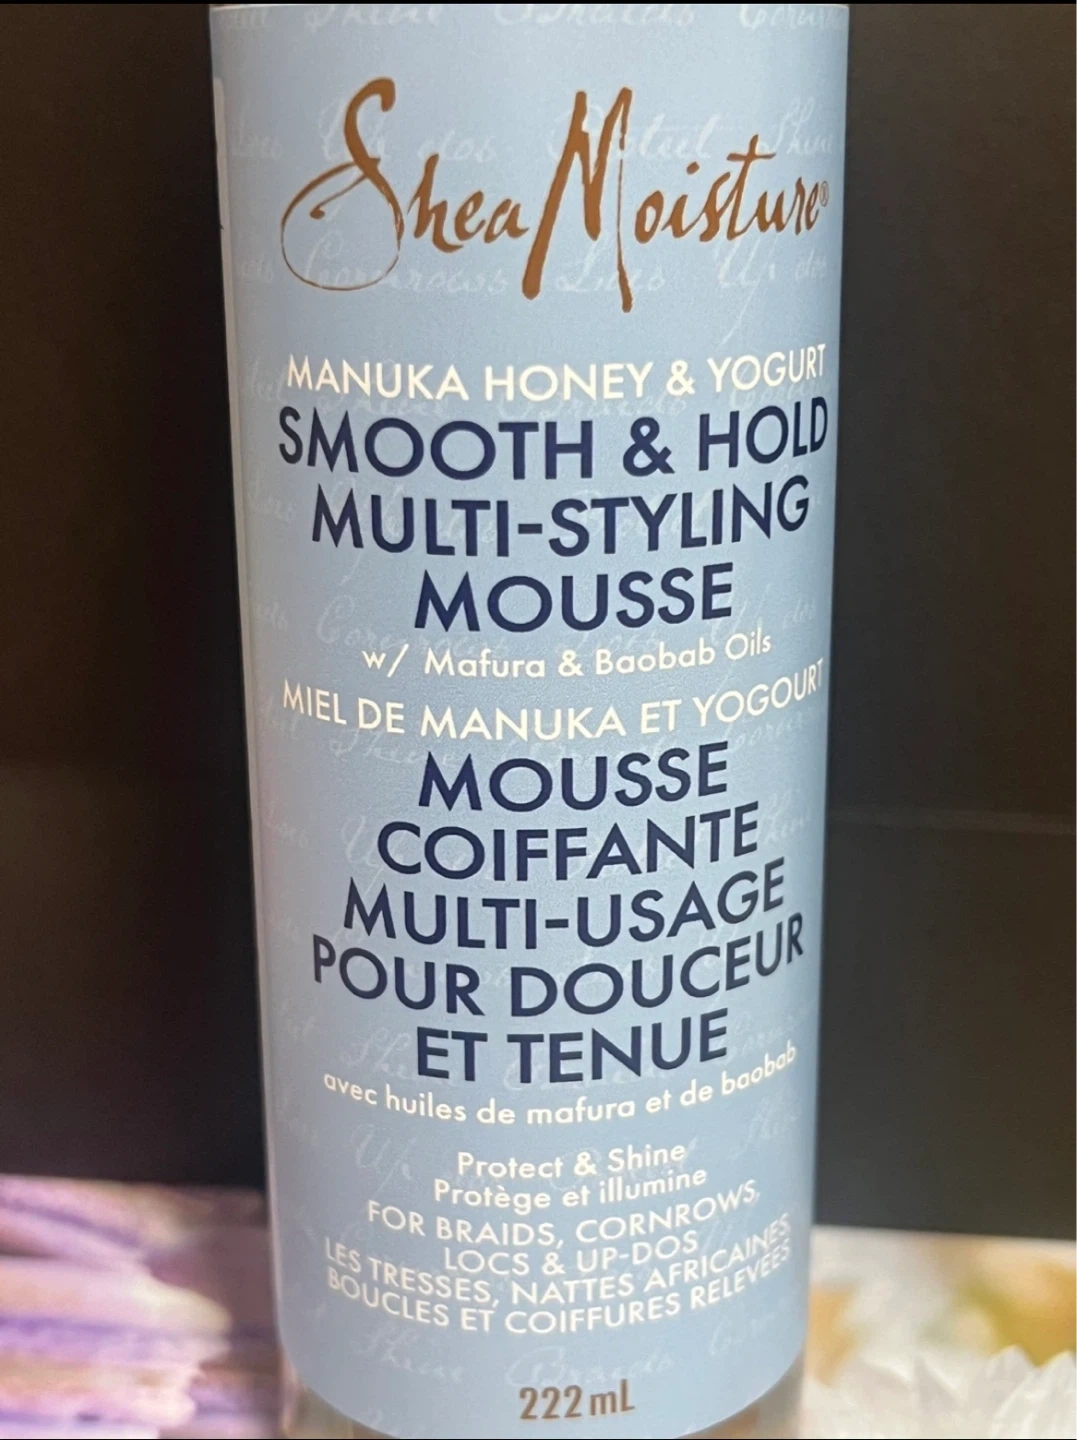 SheaMoisture®
MANUKA HONEY & YOGURT
SMOOTH & HOLD
MULTI-STYLING
MOUSSE
w/ Mafura & Baobab Oils
MIEL DE MANUKA ET YOGOURT
MOUSSE
COIFFANTE
MULTI-USAGE
POUR DOUCEUR
ET TENUE
avec huiles de mafura et de baobab
Protect & Shine
Protège et illumine
FOR BRAIDS, CORNROWS,
LOCS & UP-DOS
LES TRESSES, NATTES AFRICAINES,
BOUCLES ET COIFFURES RELEVÉES
222 mL